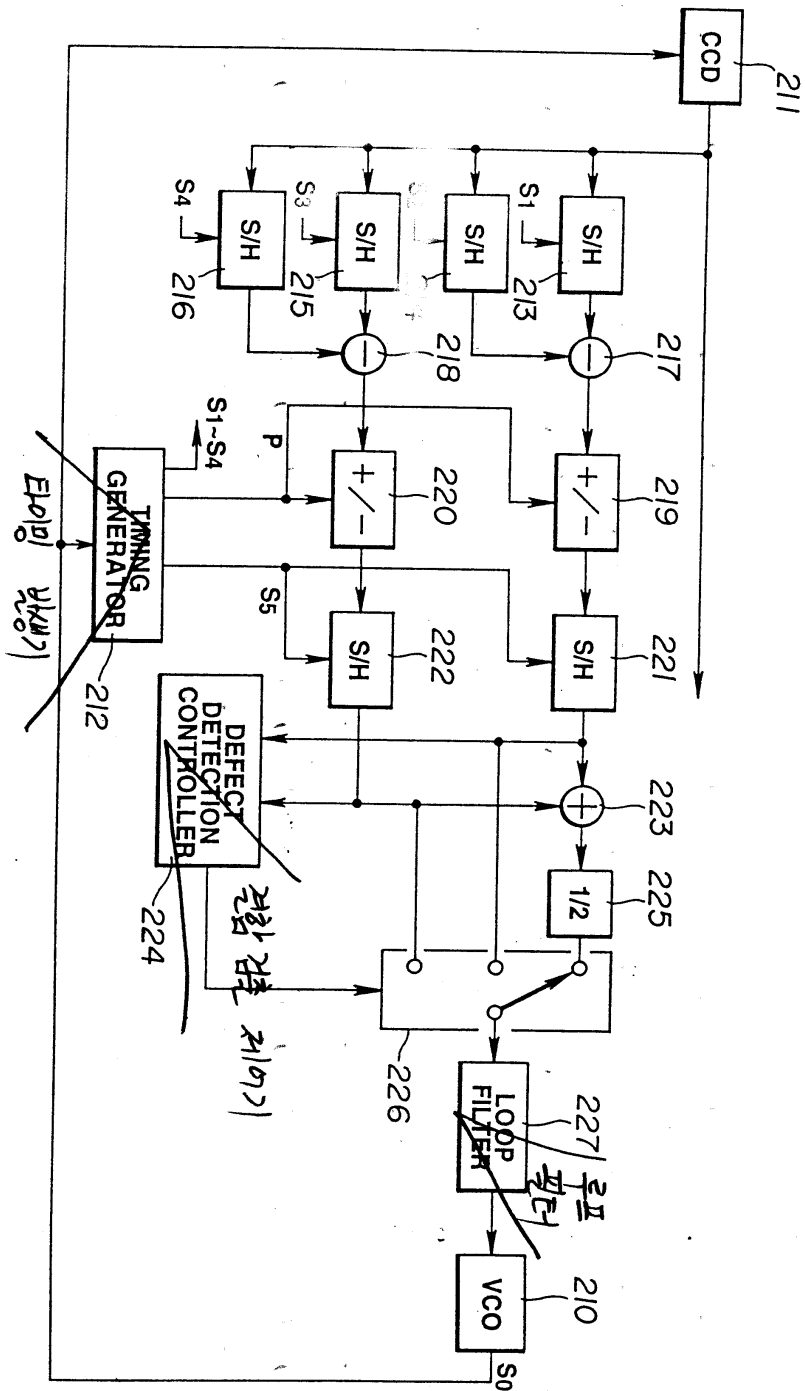 CCD
211
S1
S/H
213
217
219
+/-
221
S/H
223
225
1/2
S/H
S3
S/H
215
218
220
+/-
222
S/H
S4
S/H
216
P
S5
S1~S4
TIMING
GENERATOR
212
타이밍 발생기
DEFECT
DETECTION
CONTROLLER
224
결함 검출 제어기
226
227
LOOP
FILTER
루프
필터
210
VCO
S0